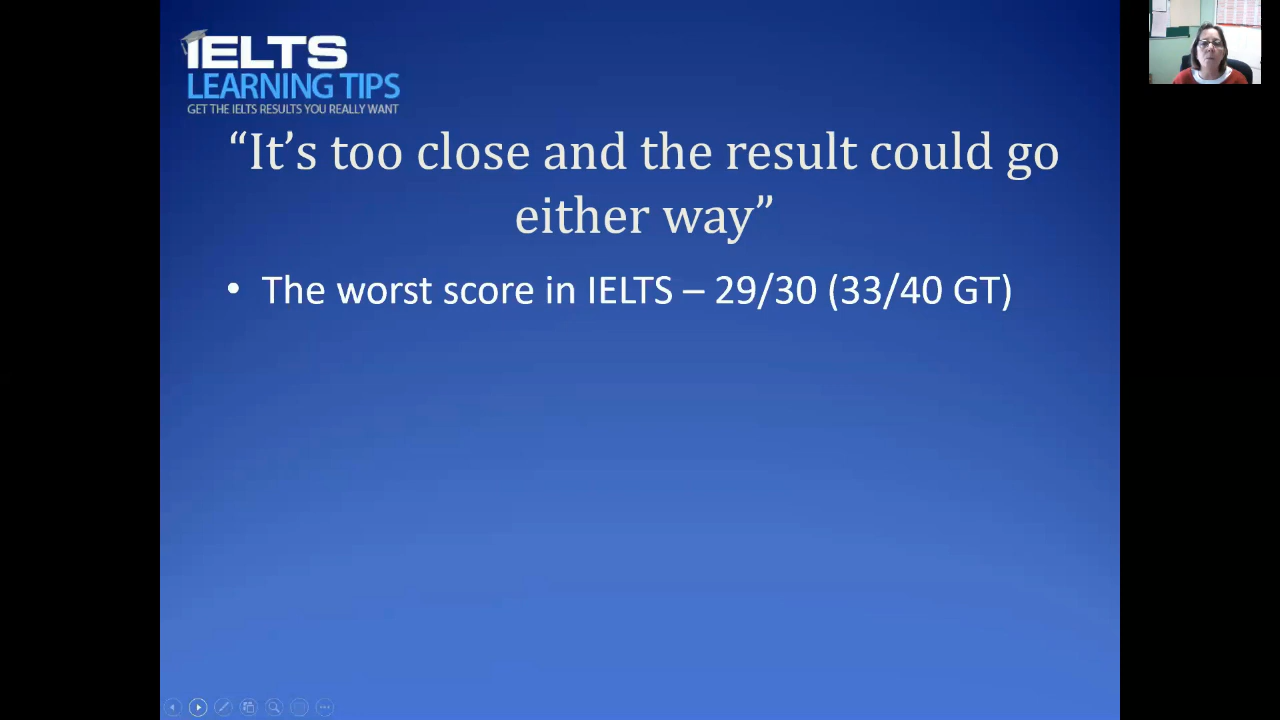 IELTS
LEARNING TIPS
GET THE IELTS RESULTS YOU REALLY WANT
“It’s too close and the result could go
either way”
• The worst score in IELTS – 29/30 (33/40 GT)